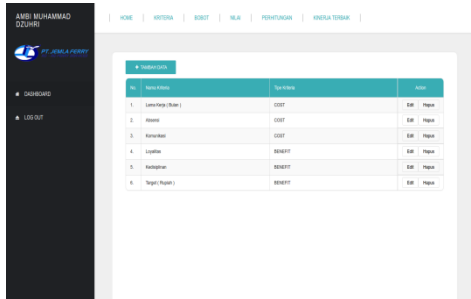 AMBI MUHAMMAD
DZUHRI
HOME | KRITERIA | BOBOT | NILAI | PERHITUNGAN | KINERJA TERBAIK |
PT. JEMLA FERRY
DASHBOARD
LOG OUT
+ TAMBAH DATA
No. Nama Kriteria Tipe Kriteria Action
1. Lama Kerja ( Bulan ) COST Edit Hapus
2. Absensi COST Edit Hapus
3. Komunikasi COST Edit Hapus
4. Loyalitas BENEFIT Edit Hapus
5. Kedisiplinan BENEFIT Edit Hapus
6. Target ( Rupiah ) BENEFIT Edit Hapus